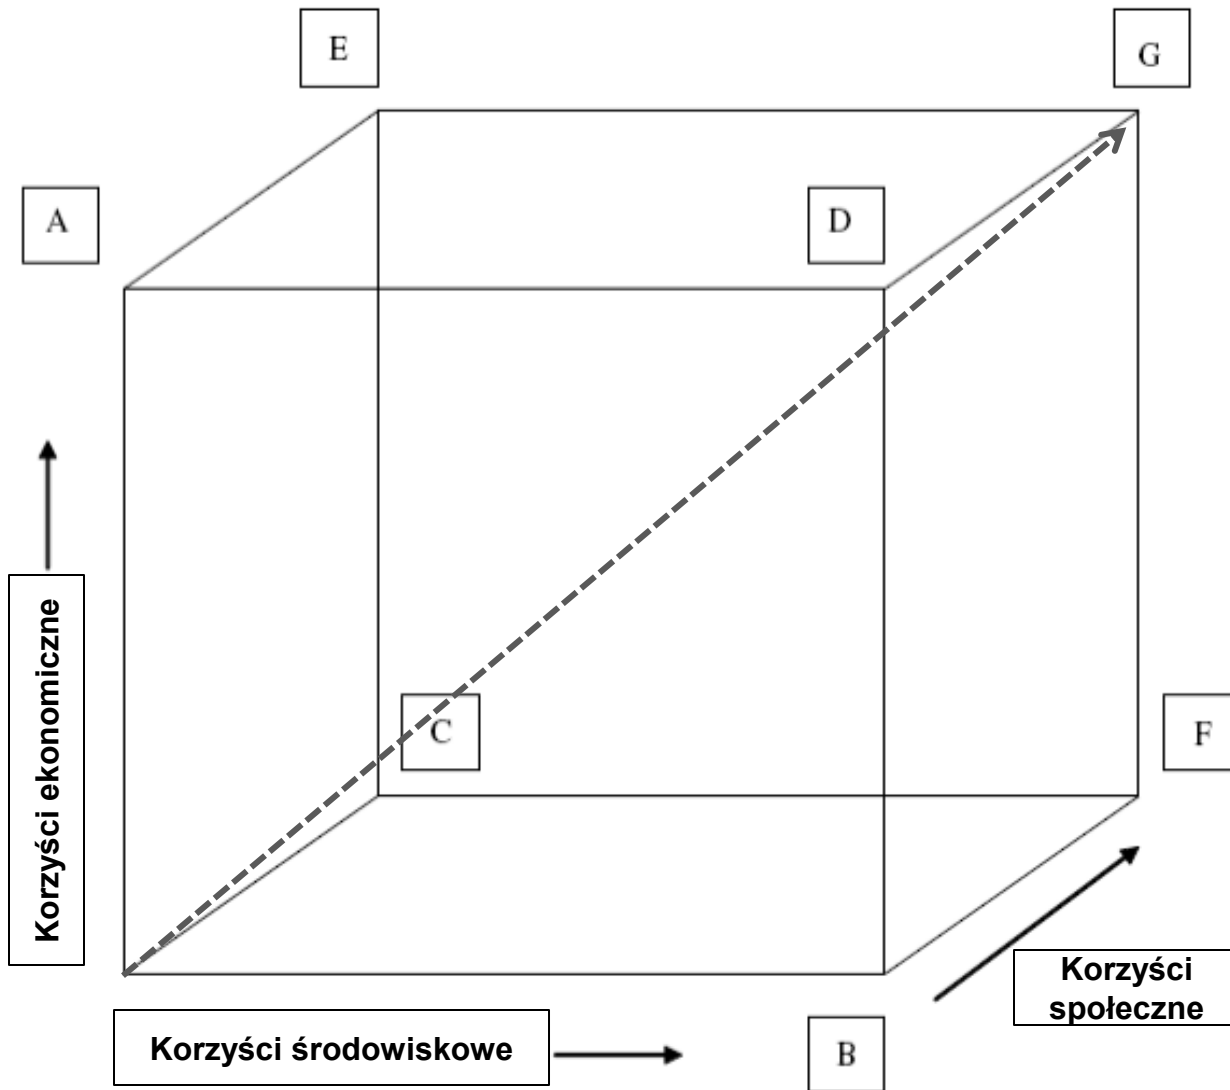 E
G
A
D
Korzyści ekonomiczne
C
F
Korzyści
społeczne
Korzyści środowiskowe
B